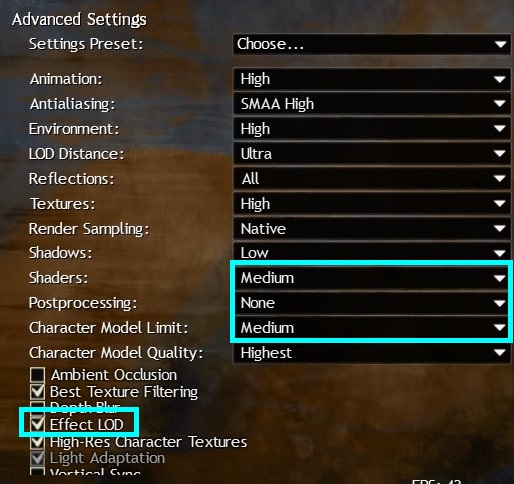 Advanced Settings
Settings Preset: Choose...
Animation: High
Antialiasing: SMAA High
Environment: High
LOD Distance: Ultra
Reflections: All
Textures: High
Render Sampling: Native
Shadows: Low
Shaders: Medium
Postprocessing: None
Character Model Limit: Medium
Character Model Quality: Highest
Ambient Occlusion
Best Texture Filtering
Depth Blur
Effect LOD
High-Res Character Textures
Light Adaptation
Vertical Sync
FPS: 42